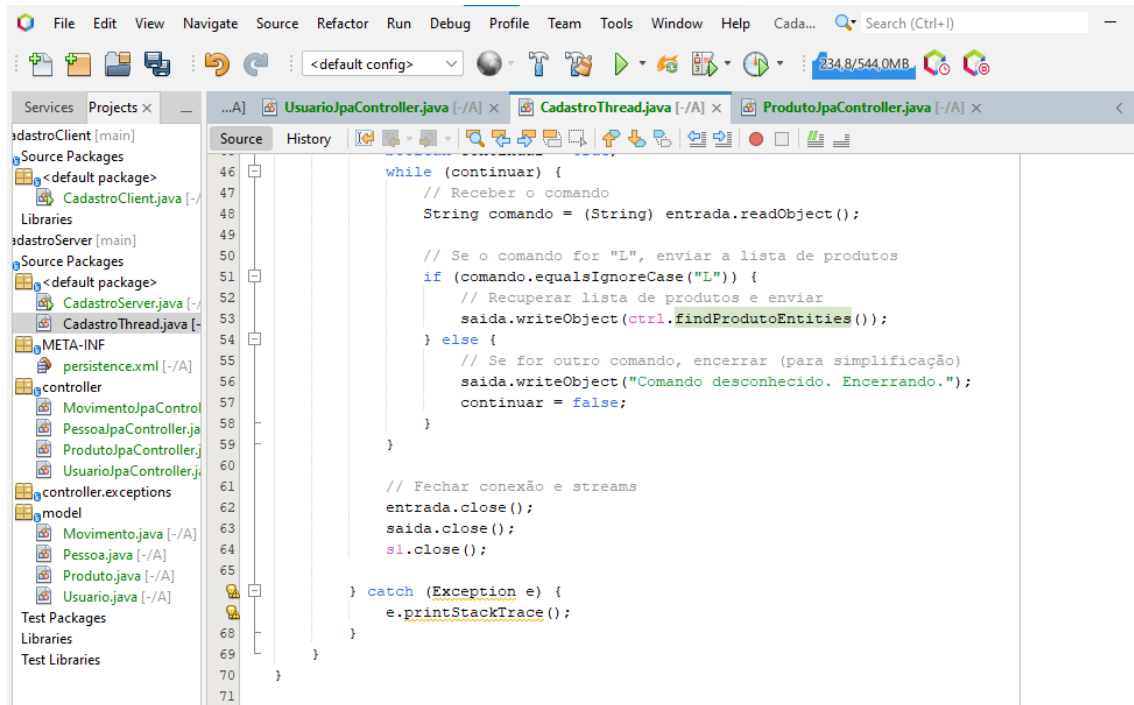 File Edit View Navigate Source Refactor Run Debug Profile Team Tools Window Help Cada... Search (Ctrl+I)
<default config> 234,8/544,0MB
Services Projects × ...A] UsuarioJpaController.java [-/A] × CadastroThread.java [-/A] × ProdutoJpaController.java [-/A] ×
Source History
adastroClient [main]
Source Packages
<default package>
CadastroClient.java [-/
Libraries
adastroServer [main]
Source Packages
<default package>
CadastroServer.java [-/
CadastroThread.java [-
META-INF
persistence.xml [-/A]
controller
MovimentoJpaControl
PessoaJpaController.ja
ProdutoJpaController.j
UsuarioJpaController.ja
controller.exceptions
model
Movimento.java [-/A]
Pessoa.java [-/A]
Produto.java [-/A]
Usuario.java [-/A]
Test Packages
Libraries
Test Libraries
46 while (continuar) {
47 // Receber o comando
48 String comando = (String) entrada.readObject();
49
50 // Se o comando for "L", enviar a lista de produtos
51 if (comando.equalsIgnoreCase("L")) {
52 // Recuperar lista de produtos e enviar
53 saida.writeObject(ctrl.findProdutoEntities());
54 } else {
55 // Se for outro comando, encerrar (para simplificação)
56 saida.writeObject("Comando desconhecido. Encerrando.");
57 continuar = false;
58 }
59 }
60
61 // Fechar conexão e streams
62 entrada.close();
63 saida.close();
64 s1.close();
65
} catch (Exception e) {
e.printStackTrace();
68 }
69 }
70 }
71